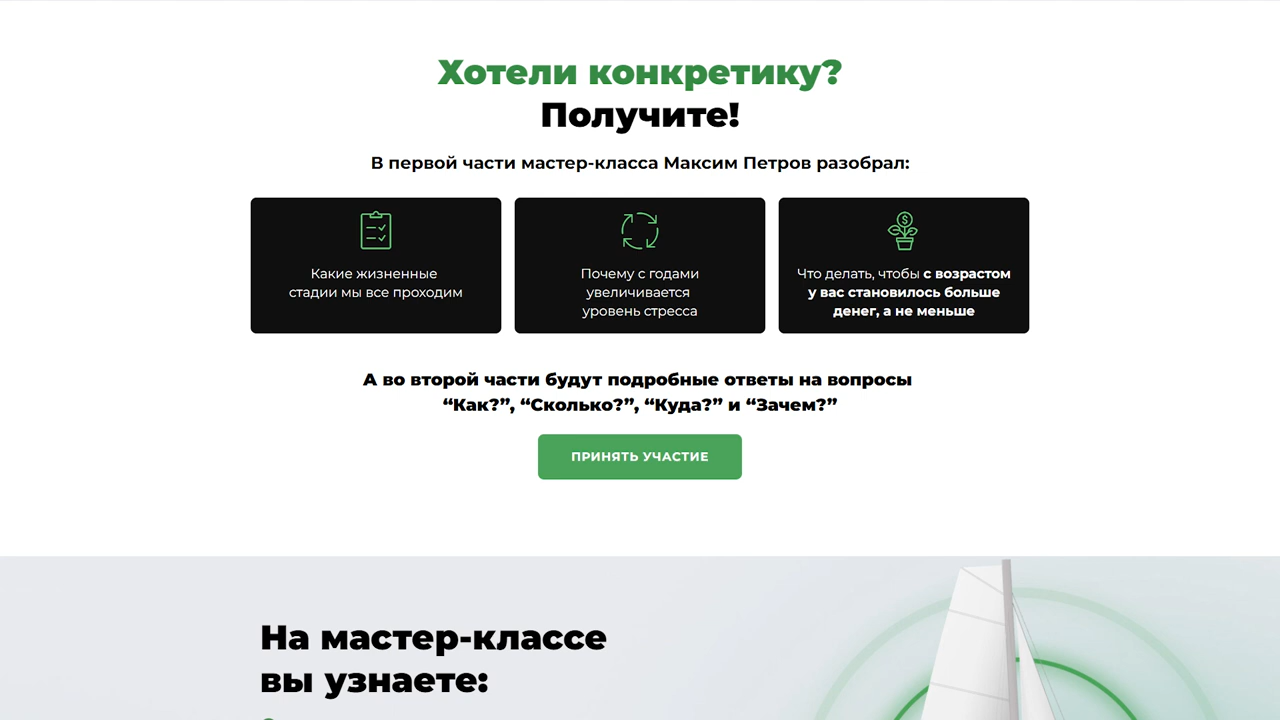 Хотели конкретику?
Получите!
В первой части мастер-класса Максим Петров разобрал:
Какие жизненные
стадии мы все проходим
Почему с годами
увеличивается
уровень стресса
Что делать, чтобы с возрастом
у вас становилось больше
денег, а не меньше
А во второй части будут подробные ответы на вопросы
“Как?”, “Сколько?”, “Куда?” и “Зачем?”
ПРИНЯТЬ УЧАСТИЕ
На мастер-классе
вы узнаете: